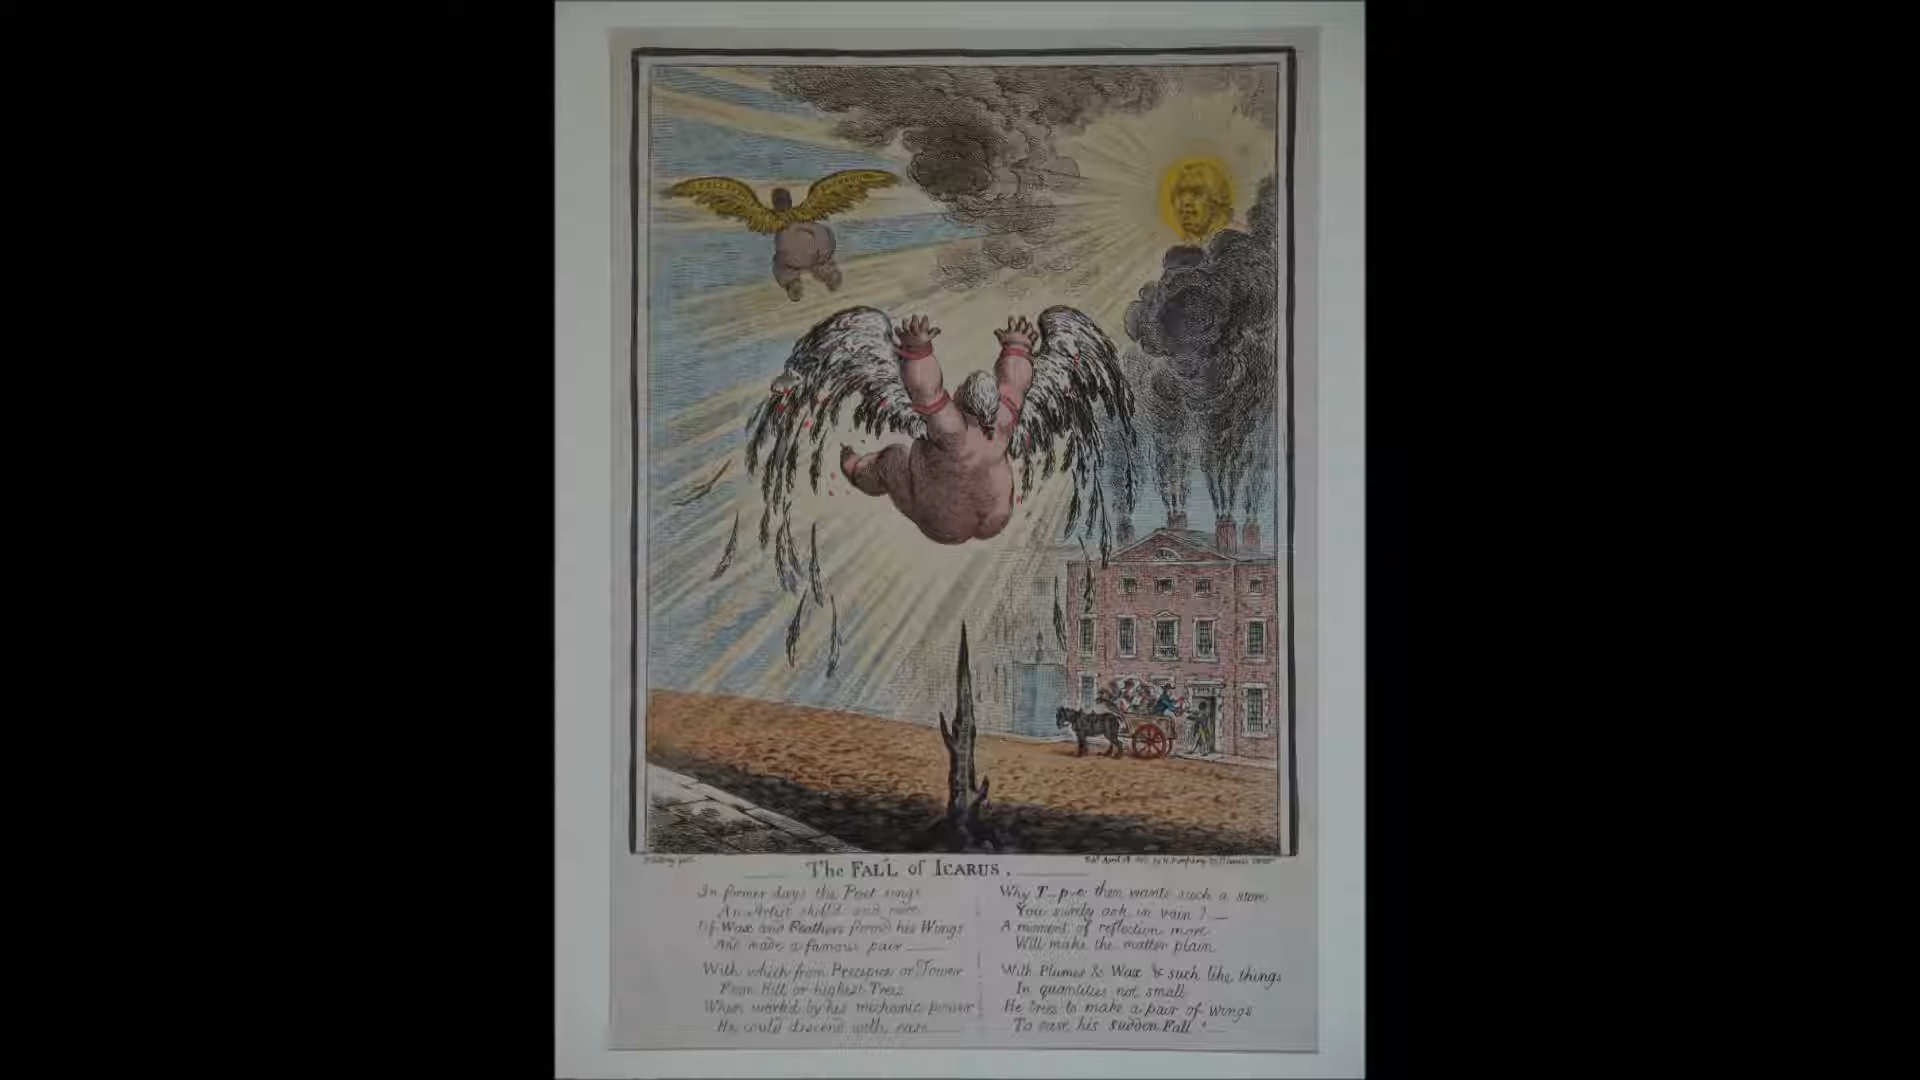 The FALL of ICARUS.
In former days the Poet sings
An Artist skill'd and rare
Of Wax and Feathers form'd his Wings
And made a famous pair
With which from Precipice or Tower
From Hill or highest Trees
When work'd by his mechanic power
He could descend with ease
Why T—p—e then wants such a store
You surely ask in vain?
A moment of reflection more
Will make the matter plain
With Plumes & Wax & such like things
In quantities not small
He tries to make a pair of wings
To ease his sudden Fall!